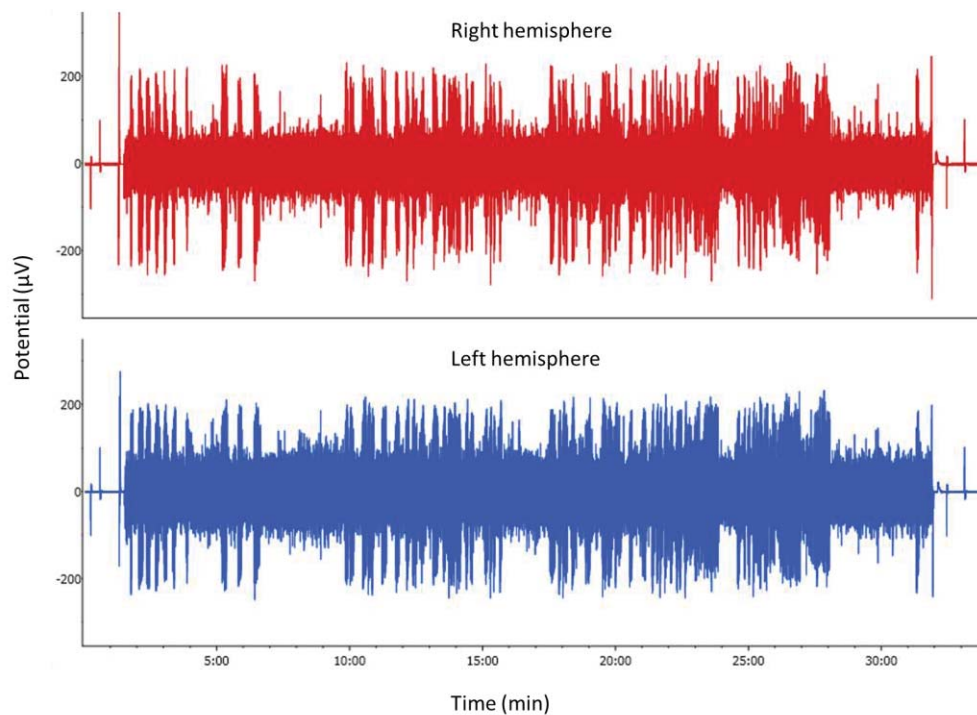 Right hemisphere
200
0
-200
Potential (µV)
Left hemisphere
200
0
-200
5:00 10:00 15:00 20:00 25:00 30:00
Time (min)